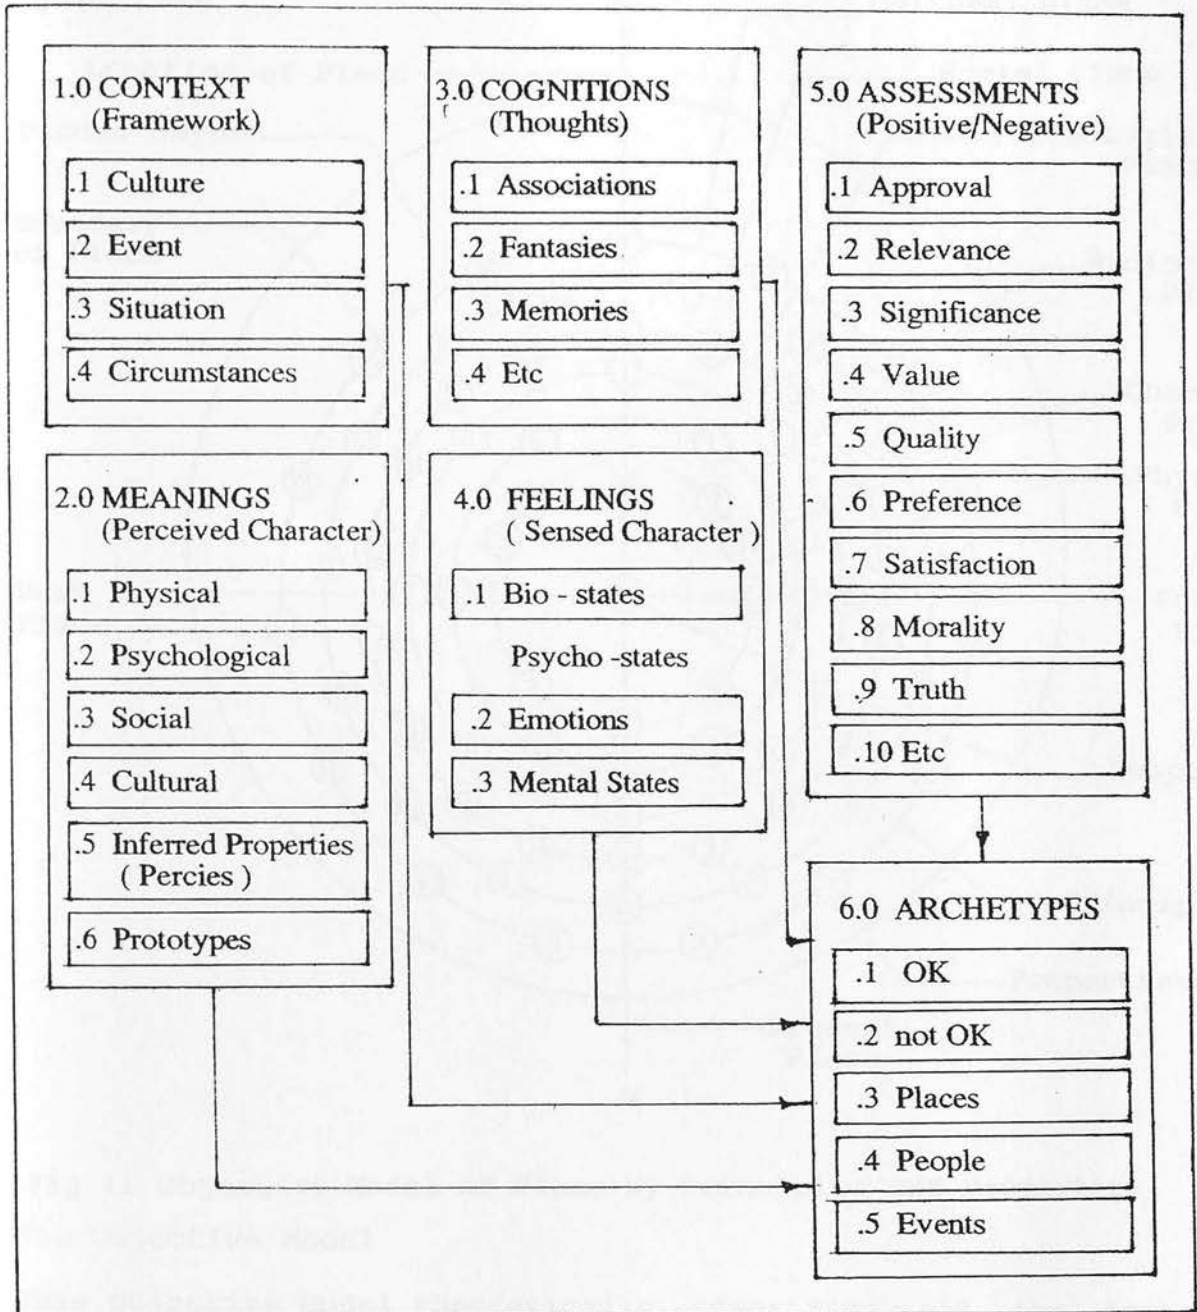 1.0 CONTEXT
(Framework)
.1 Culture
.2 Event
.3 Situation
.4 Circumstances
2.0 MEANINGS
(Perceived Character)
.1 Physical
.2 Psychological
.3 Social
.4 Cultural
.5 Inferred Properties
( Percies )
.6 Prototypes
3.0 COGNITIONS
(Thoughts)
.1 Associations
.2 Fantasies
.3 Memories
.4 Etc
4.0 FEELINGS
( Sensed Character )
.1 Bio - states
Psycho -states
.2 Emotions
.3 Mental States
5.0 ASSESSMENTS
(Positive/Negative)
.1 Approval
.2 Relevance
.3 Significance
.4 Value
.5 Quality
.6 Preference
.7 Satisfaction
.8 Morality
.9 Truth
.10 Etc
6.0 ARCHETYPES
.1 OK
.2 not OK
.3 Places
.4 People
.5 Events